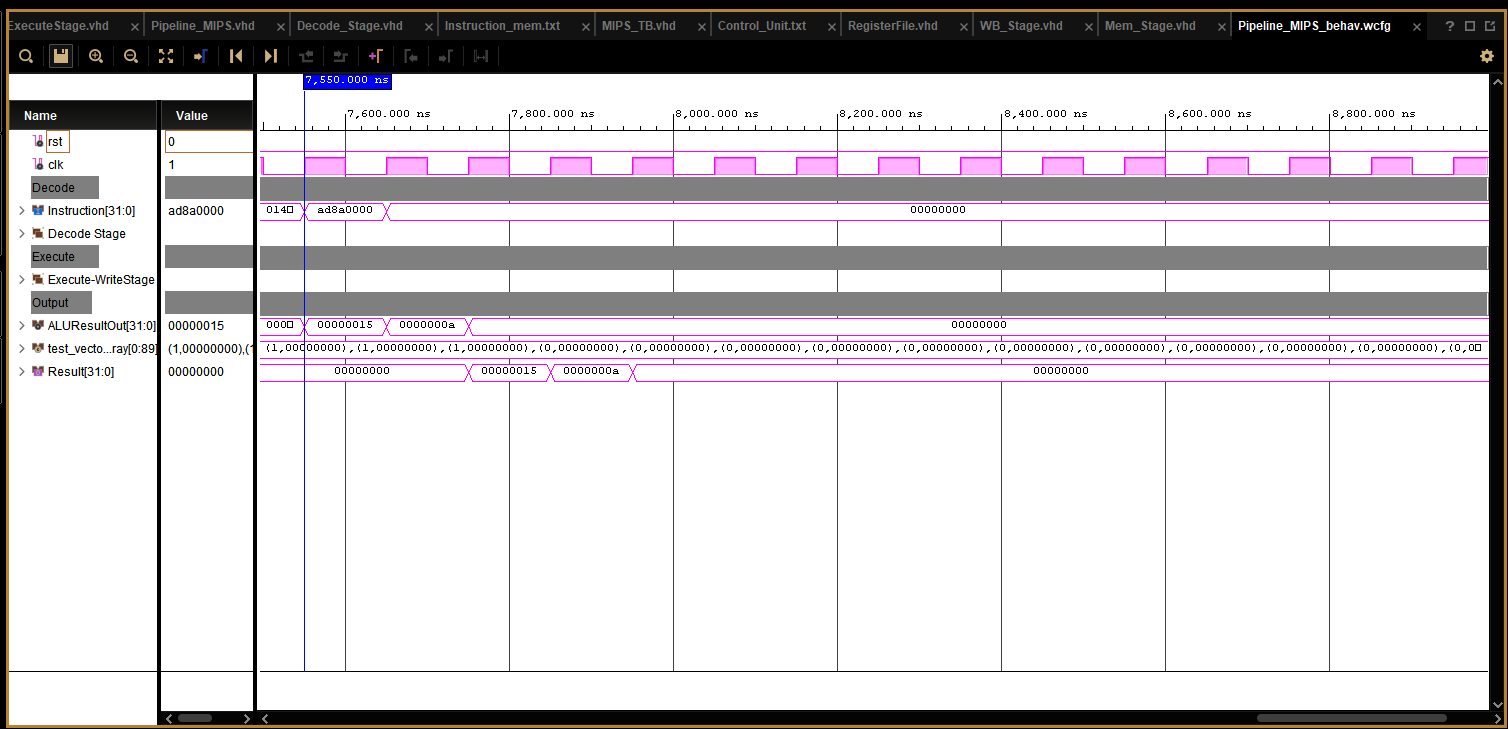 ExecuteStage.vhd × Pipeline_MIPS.vhd × Decode_Stage.vhd × Instruction_mem.txt × MIPS_TB.vhd × Control_Unit.txt × RegisterFile.vhd × WB_Stage.vhd × Mem_Stage.vhd × Pipeline_MIPS_behav.wcfg × ?
7,550.000 ns
Name Value 7,600.000 ns 7,800.000 ns 8,000.000 ns 8,200.000 ns 8,400.000 ns 8,600.000 ns 8,800.000 ns
rst 0
clk 1
Decode
Instruction[31:0] ad8a0000 014 ad8a0000 00000000
Decode Stage
Execute
Execute-WriteStage
Output
ALUResultOut[31:0] 00000015 000 00000015 0000000a 00000000
test_vecto...ray[0:89] (1,00000000),(1 (1,00000000),(1,00000000),(1,00000000),(0,00000000),(0,00000000),(0,00000000),(0,00000000),(0,00000000),(0,00000000),(0,00000000),(0,00000000),(0,00000000),(0,00000000),(0,0
Result[31:0] 00000000 00000000 00000015 0000000a 00000000